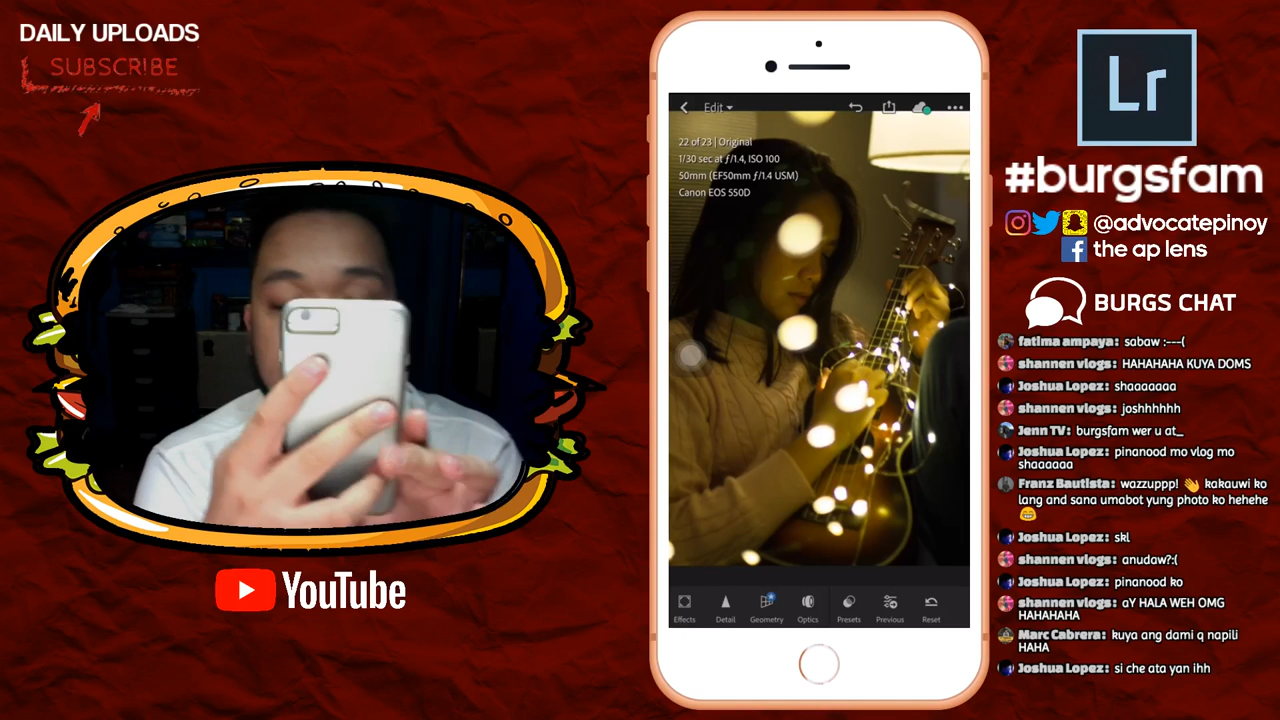 DAILY UPLOADS
SUBSCRIBE
YouTube
Edit
22 of 23 | Original
1/30 sec at ƒ/1.4, ISO 100
50mm (EF50mm ƒ/1.4 USM)
Canon EOS 550D
Effects
Detail
Geometry
Optics
Presets
Previous
Reset
Lr
#burgsfam
@advocatepinoy
the ap lens
BURGS CHAT
fatima ampaya: sabaw :---(
shannen vlogs: HAHAHAHA KUYA DOMS
Joshua Lopez: shaaaaaaa
shannen vlogs: joshhhhhh
Jenn TV: burgsfam wer u at_
Joshua Lopez: pinanood mo vlog mo
shaaaaaa
Franz Bautista: wazzuppp! 👋 kakauwi ko
lang and sana umabot yung photo ko hehehe
😁
Joshua Lopez: skl
shannen vlogs: anudaw?:(
Joshua Lopez: pinanood ko
shannen vlogs: aY HALA WEH OMG
HAHAHAHA
Marc Cabrera: kuya ang dami q napili
HAHA
Joshua Lopez: si che ata yan ihh